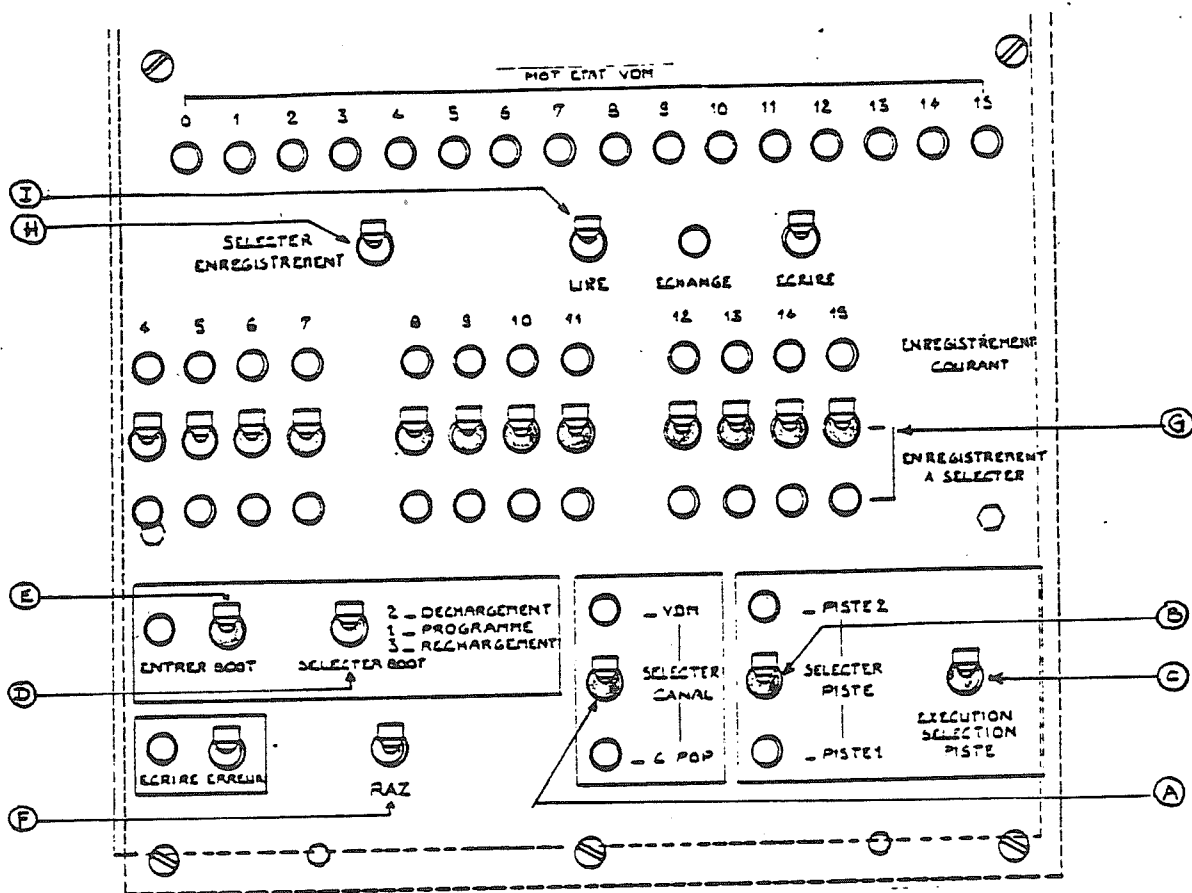 MOT ETAT VDM
0 1 2 3 4 5 6 7 8 9 10 11 12 13 14 15
I
H
SELECTER
ENREGISTREMENT
LIRE
ECHANGE
ECRIRE
4 5 6 7 8 9 10 11 12 13 14 15
ENREGISTREMENT
COURANT
G
ENREGISTREMENT
A SELECTER
E
2 _ DECHARGEMENT
1 _ PROGRAMME
3 _ RECHARGEMENT
ENTRER BOOT
SELECTER BOOT
D
_ VDM
SELECTER
CANAL
_ C POP
_ PISTE 2
SELECTER
PISTE
_ PISTE 1
B
C
EXECUTION
SELECTION
PISTE
ECRIRE ERREUR
RAZ
A
F